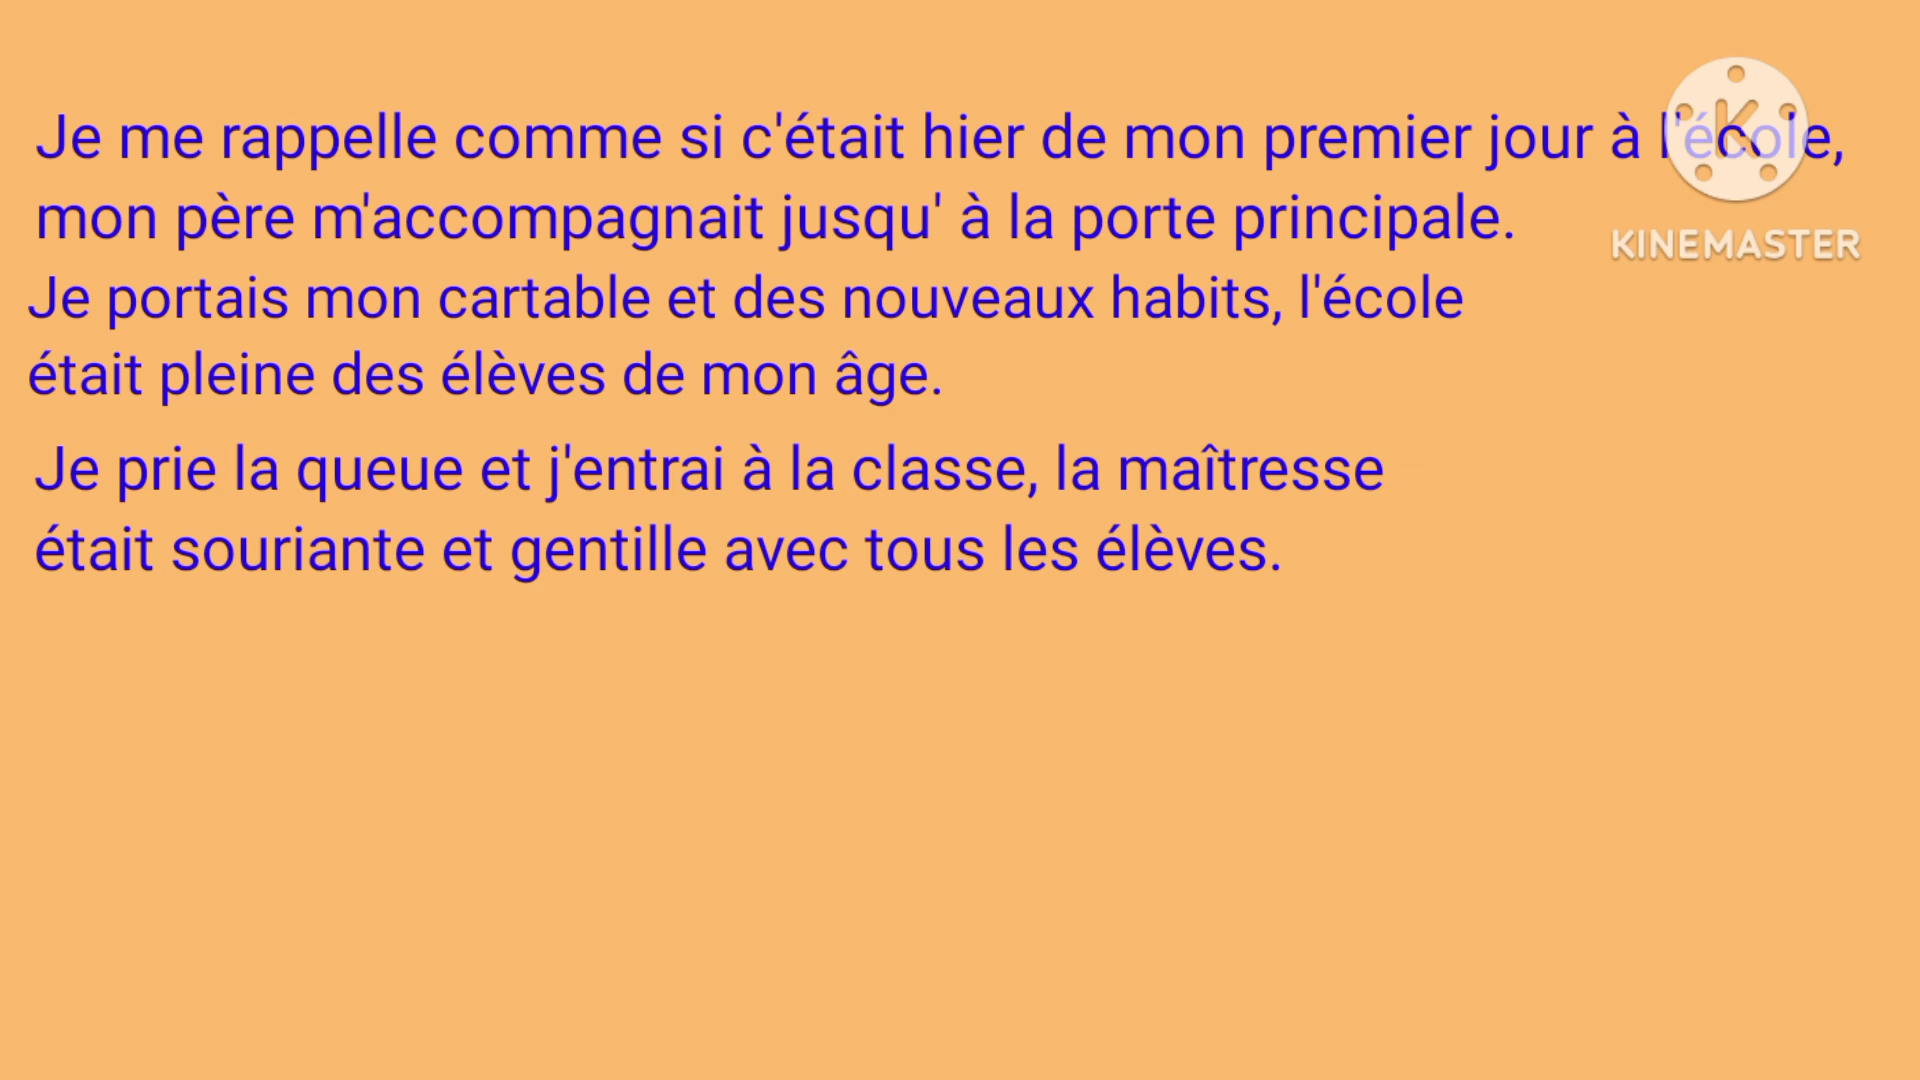 Je me rappelle comme si c'était hier de mon premier jour à l'école,
mon père m'accompagnait jusqu' à la porte principale.
KINEMASTER
Je portais mon cartable et des nouveaux habits, l'école
était pleine des élèves de mon âge.
Je prie la queue et j'entrai à la classe, la maîtresse
était souriante et gentille avec tous les élèves.